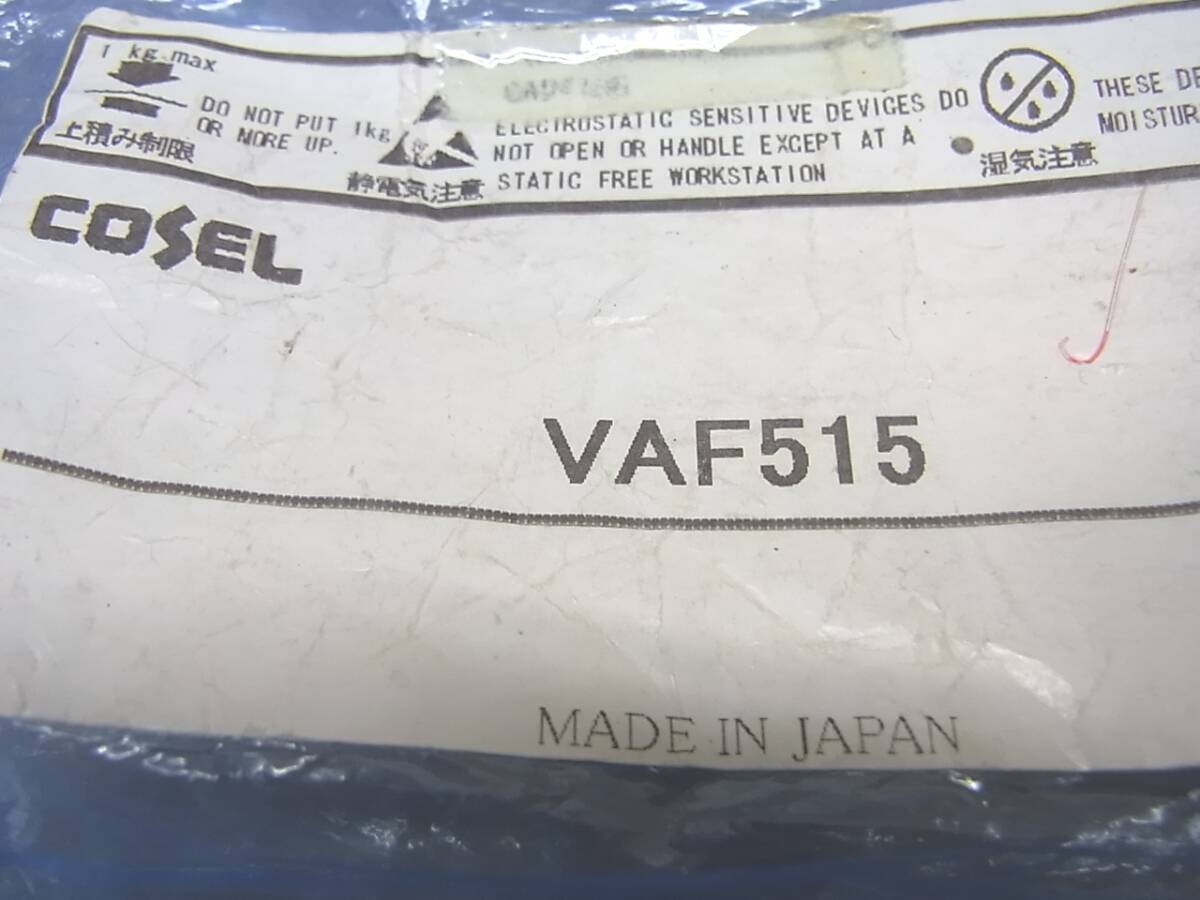 1 kg max
DO NOT PUT 1kg
OR MORE UP.
上積み制限
ELECTROSTATIC SENSITIVE DEVICES DO
NOT OPEN OR HANDLE EXCEPT AT A
STATIC FREE WORKSTATION
静電気注意
THESE DE
MOISTUR
湿気注意
COSEL
VAF515
MADE IN JAPAN